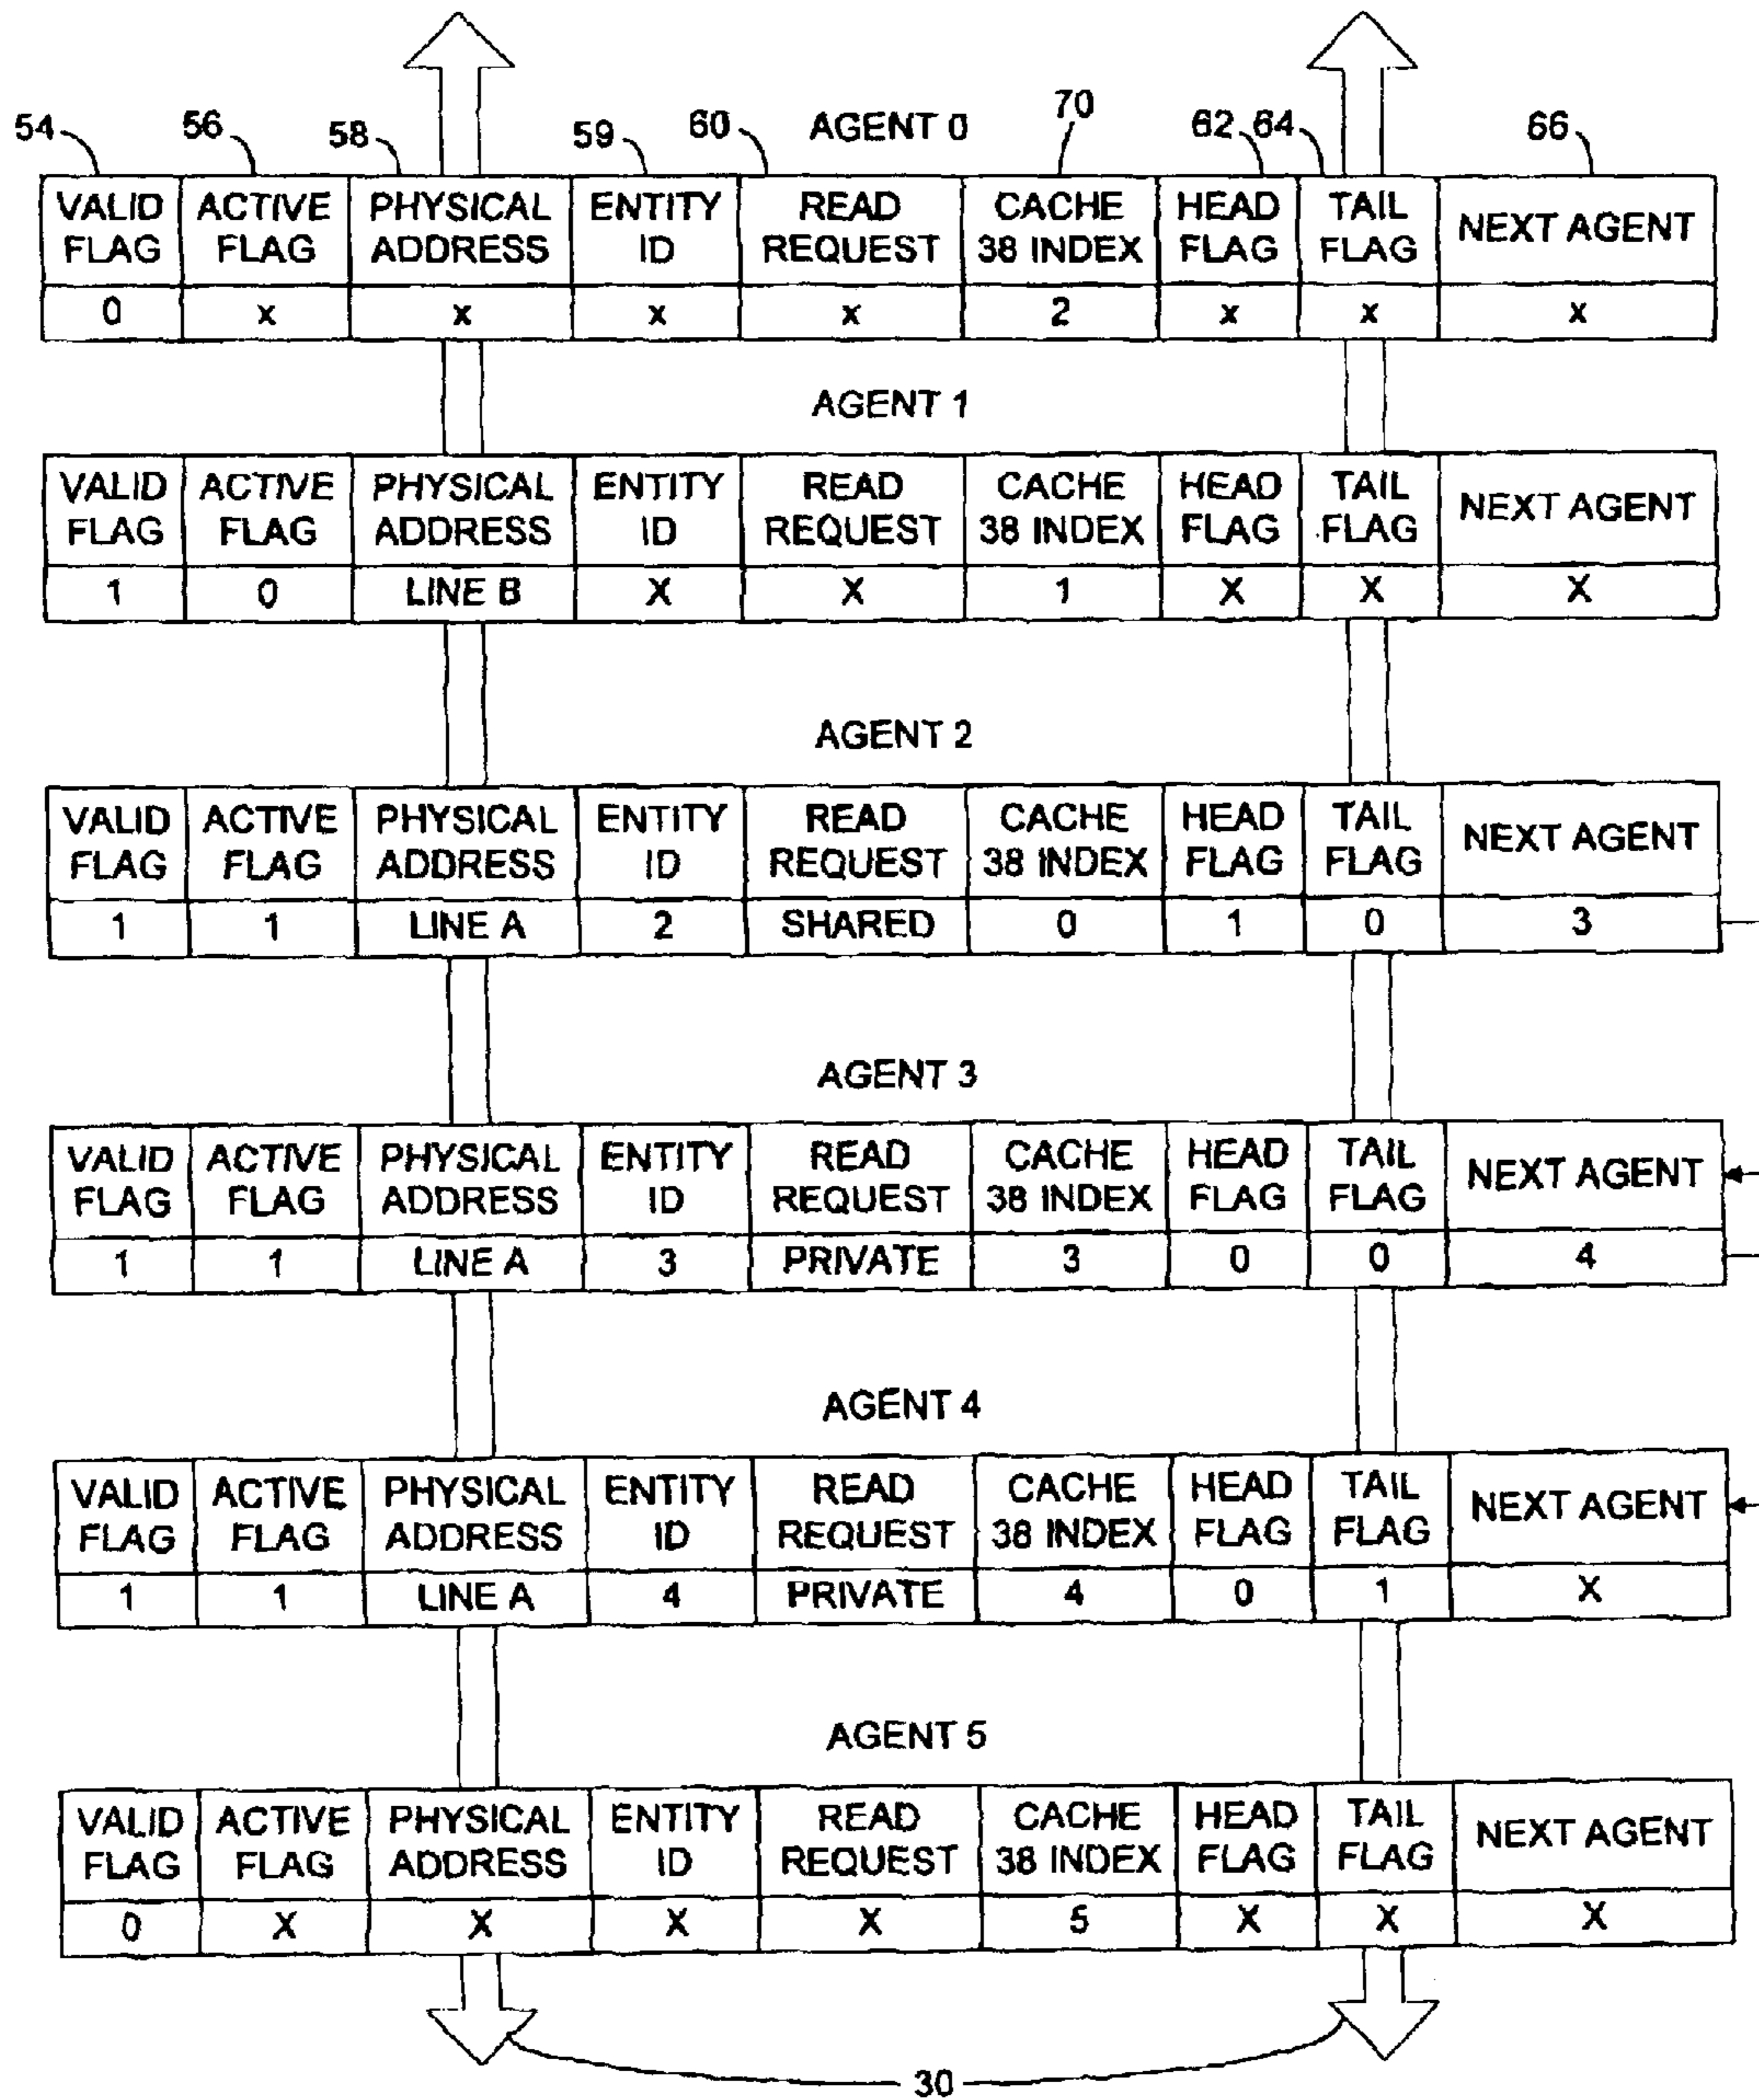 54 56 58 59 60 AGENT 0 70 62 64 66
VALID FLAG ACTIVE FLAG PHYSICAL ADDRESS ENTITY ID READ REQUEST CACHE 38 INDEX HEAD FLAG TAIL FLAG NEXT AGENT
0 x x x x 2 x x x
AGENT 1
VALID FLAG ACTIVE FLAG PHYSICAL ADDRESS ENTITY ID READ REQUEST CACHE 38 INDEX HEAD FLAG TAIL FLAG NEXT AGENT
1 0 LINE B X X 1 X X X
AGENT 2
VALID FLAG ACTIVE FLAG PHYSICAL ADDRESS ENTITY ID READ REQUEST CACHE 38 INDEX HEAD FLAG TAIL FLAG NEXT AGENT
1 1 LINE A 2 SHARED 0 1 0 3
AGENT 3
VALID FLAG ACTIVE FLAG PHYSICAL ADDRESS ENTITY ID READ REQUEST CACHE 38 INDEX HEAD FLAG TAIL FLAG NEXT AGENT
1 1 LINE A 3 PRIVATE 3 0 0 4
AGENT 4
VALID FLAG ACTIVE FLAG PHYSICAL ADDRESS ENTITY ID READ REQUEST CACHE 38 INDEX HEAD FLAG TAIL FLAG NEXT AGENT
1 1 LINE A 4 PRIVATE 4 0 1 X
AGENT 5
VALID FLAG ACTIVE FLAG PHYSICAL ADDRESS ENTITY ID READ REQUEST CACHE 38 INDEX HEAD FLAG TAIL FLAG NEXT AGENT
0 X X X X 5 X X X
30